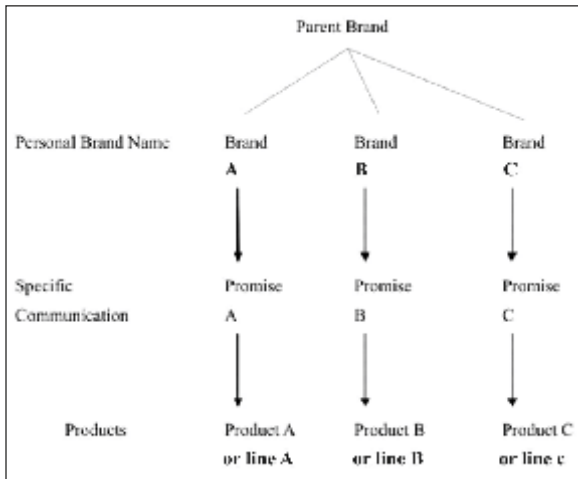 Parent Brand
Personal Brand Name Brand Brand Brand
A B C
Specific Promise Promise Promise
Communication A B C
Products Product A Product B Product C
or line A or line B or line c